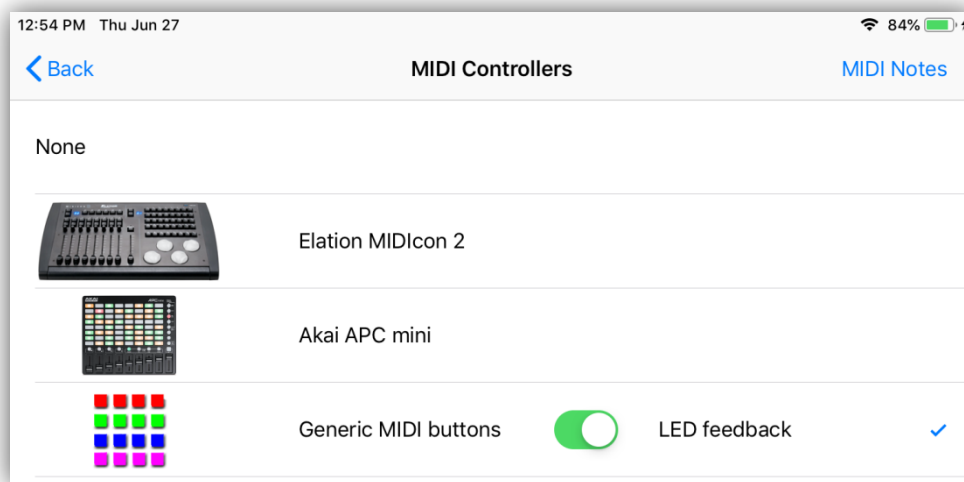 12:54 PM Thu Jun 27 84%
Back MIDI Controllers MIDI Notes
None
Elation MIDIcon 2
Akai APC mini
Generic MIDI buttons LED feedback